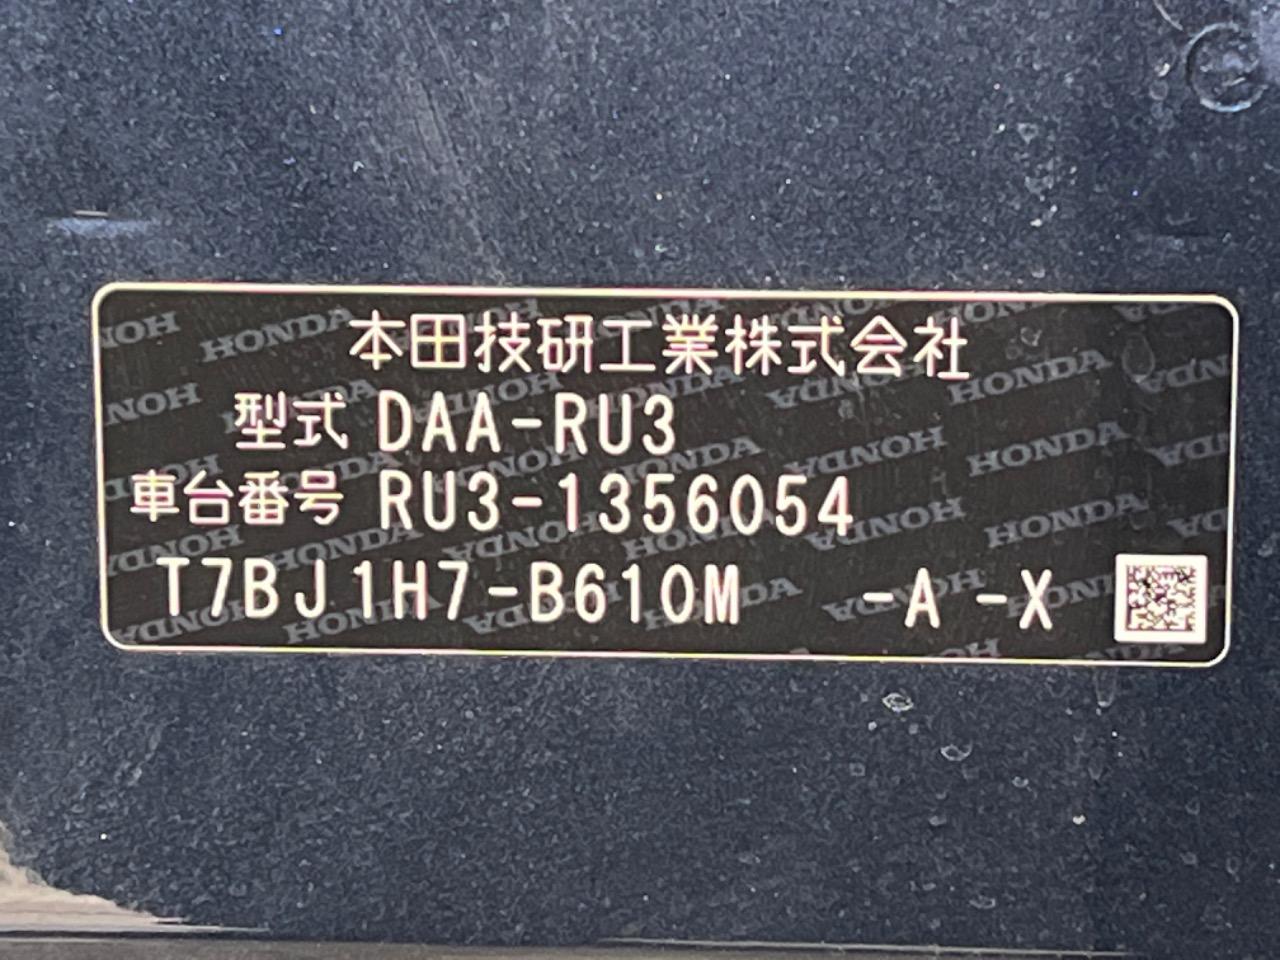 本田技研工業株式会社
型式 DAA-RU3
車台番号 RU3-1356054
T7BJ1H7-B610M -A -X